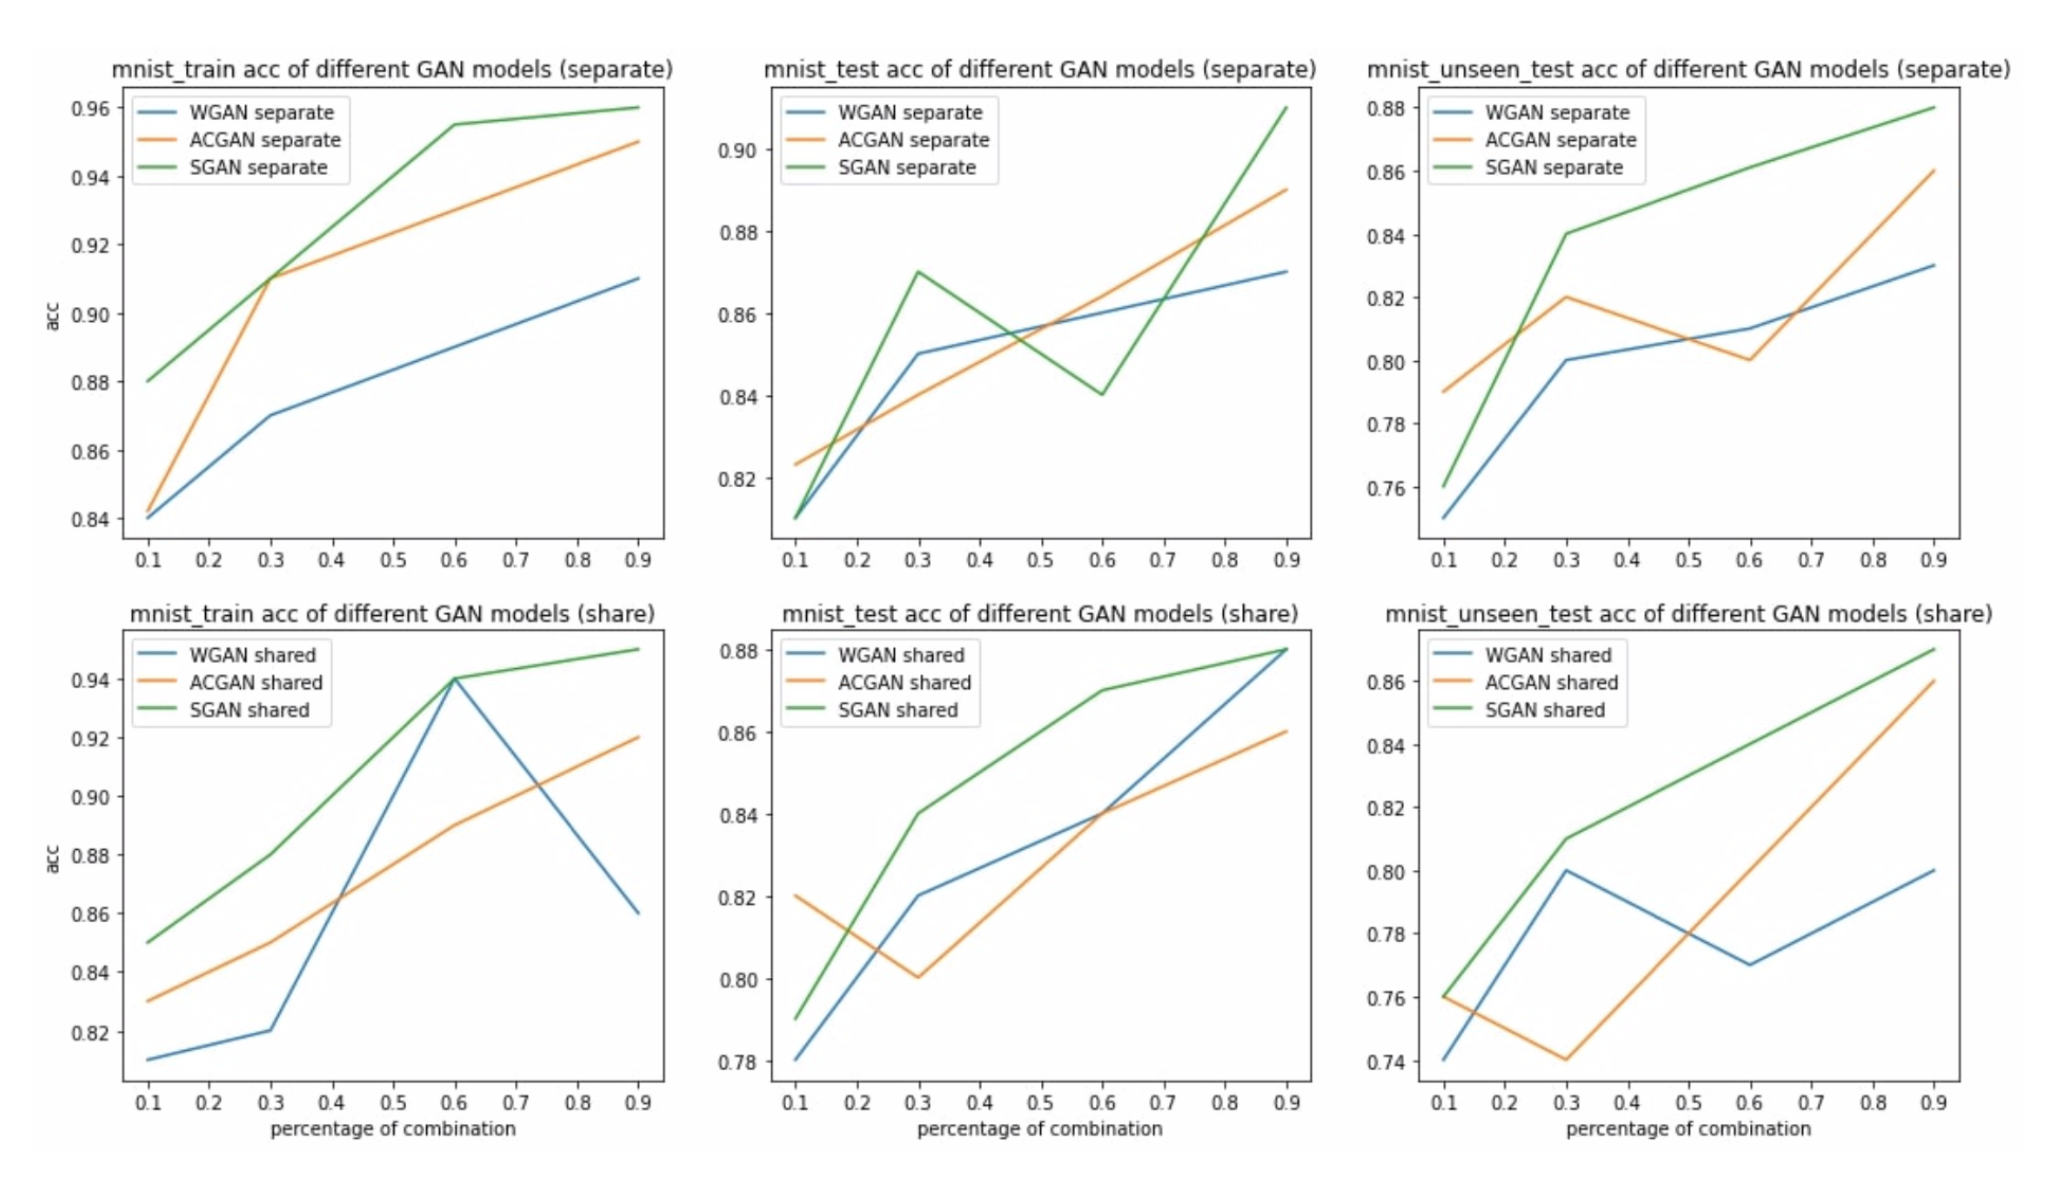 mnist_train acc of different GAN models (separate)
WGAN separate
ACGAN separate
SGAN separate
0.96
0.94
0.92
0.90
0.88
0.86
0.84
acc
0.1 0.2 0.3 0.4 0.5 0.6 0.7 0.8 0.9
mnist_test acc of different GAN models (separate)
WGAN separate
ACGAN separate
SGAN separate
0.90
0.88
0.86
0.84
0.82
0.1 0.2 0.3 0.4 0.5 0.6 0.7 0.8 0.9
mnist_unseen_test acc of different GAN models (separate)
WGAN separate
ACGAN separate
SGAN separate
0.88
0.86
0.84
0.82
0.80
0.78
0.76
0.1 0.2 0.3 0.4 0.5 0.6 0.7 0.8 0.9
mnist_train acc of different GAN models (share)
WGAN shared
ACGAN shared
SGAN shared
0.94
0.92
0.90
0.88
0.86
0.84
0.82
acc
0.1 0.2 0.3 0.4 0.5 0.6 0.7 0.8 0.9
percentage of combination
mnist_test acc of different GAN models (share)
WGAN shared
ACGAN shared
SGAN shared
0.88
0.86
0.84
0.82
0.80
0.78
0.1 0.2 0.3 0.4 0.5 0.6 0.7 0.8 0.9
percentage of combination
mnist_unseen_test acc of different GAN models (share)
WGAN shared
ACGAN shared
SGAN shared
0.86
0.84
0.82
0.80
0.78
0.76
0.74
0.1 0.2 0.3 0.4 0.5 0.6 0.7 0.8 0.9
percentage of combination